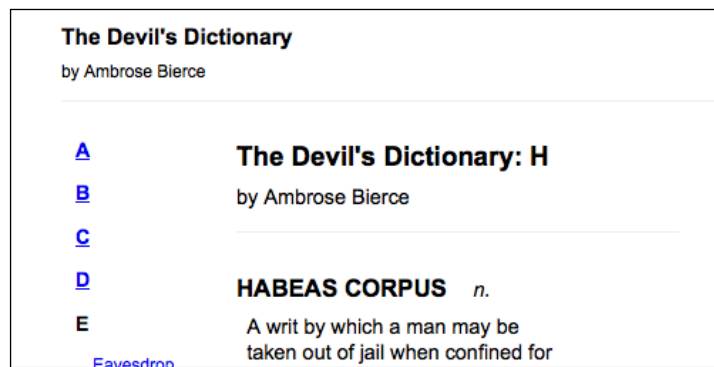 The Devil's Dictionary
by Ambrose Bierce
A
B
C
D
E
Eavesdrop
The Devil's Dictionary: H
by Ambrose Bierce
HABEAS CORPUS n.
A writ by which a man may be
taken out of jail when confined for